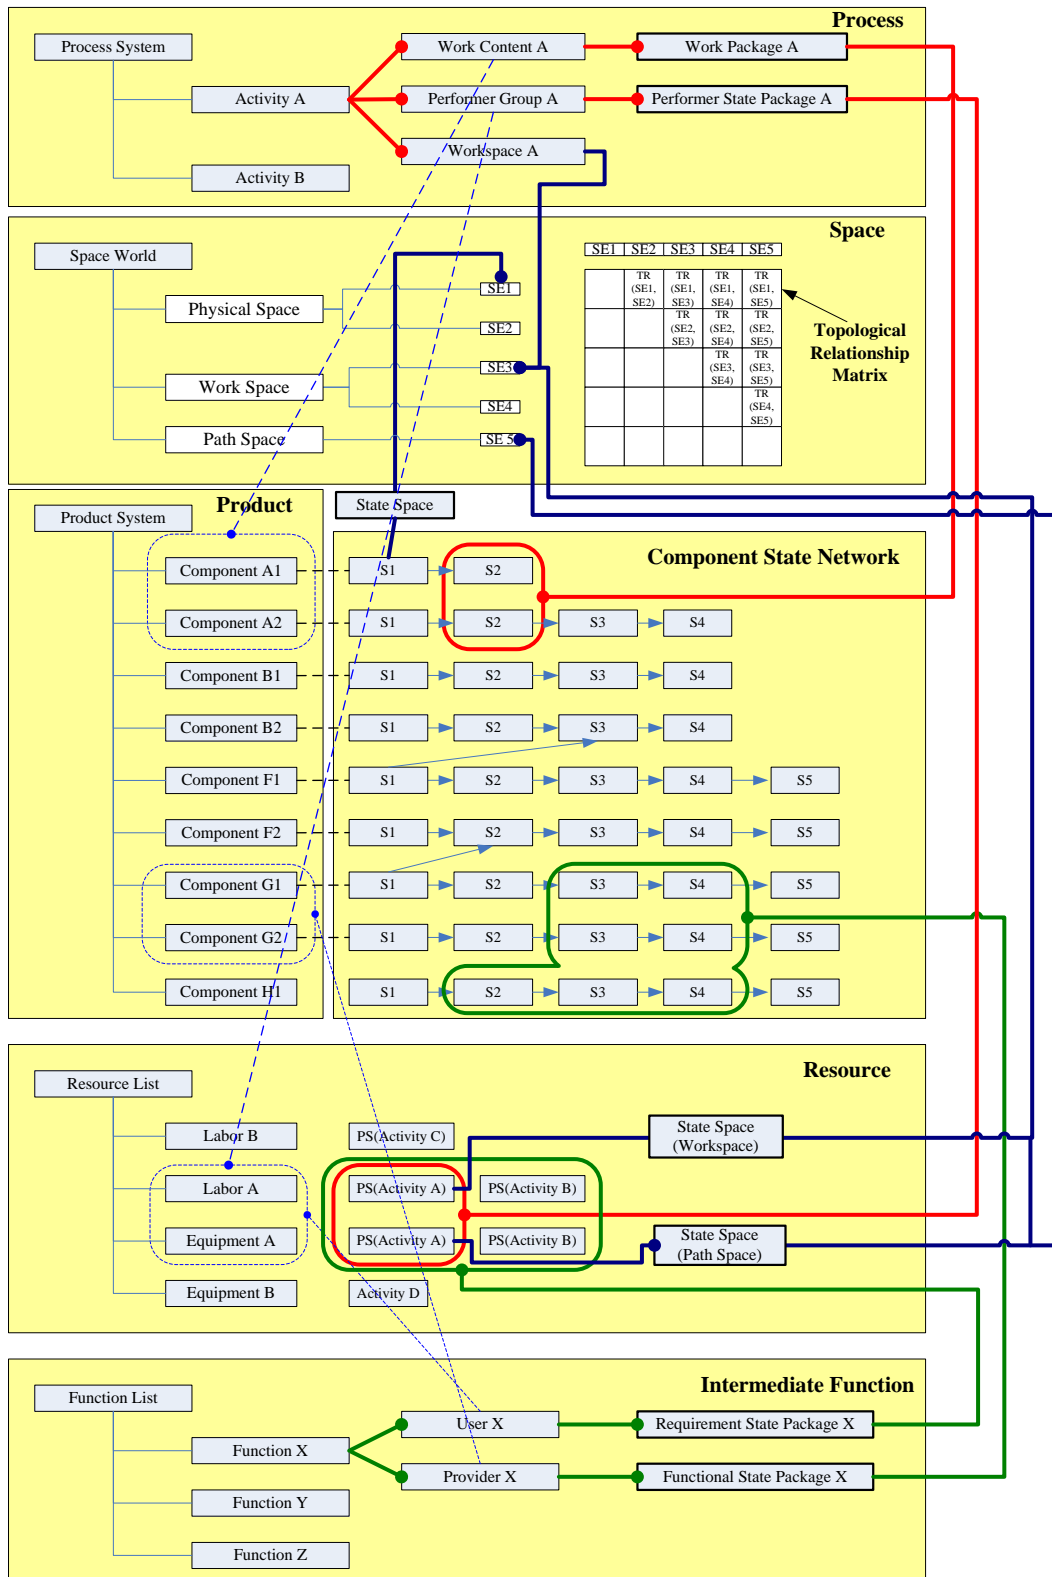 Process
Process System
Work Content A
Work Package A
Activity A
Performer Group A
Performer State Package A
Workspace A
Activity B
Space
Space World
SE1 SE2 SE3 SE4 SE5
Physical Space
SE1
SE2
Work Space
SE3
SE4
Path Space
SE 5
TR (SE1, SE2)
TR (SE1, SE3)
TR (SE1, SE4)
TR (SE1, SE5)
TR (SE2, SE3)
TR (SE2, SE4)
TR (SE2, SE5)
TR (SE3, SE4)
TR (SE3, SE5)
TR (SE4, SE5)
Topological
Relationship
Matrix
Product
State Space
Product System
Component State Network
Component A1 S1 S2
Component A2 S1 S2 S3 S4
Component B1 S1 S2 S3 S4
Component B2 S1 S2 S3 S4
Component F1 S1 S2 S3 S4 S5
Component F2 S1 S2 S3 S4 S5
Component G1 S1 S2 S3 S4 S5
Component G2 S1 S2 S3 S4 S5
Component H1 S1 S2 S3 S4 S5
Resource
Resource List
Labor B
PS(Activity C)
State Space
(Workspace)
Labor A
PS(Activity A) PS(Activity B)
Equipment A
PS(Activity A) PS(Activity B)
State Space
(Path Space)
Equipment B
Activity D
Intermediate Function
Function List
User X
Requirement State Package X
Function X
Provider X
Functional State Package X
Function Y
Function Z